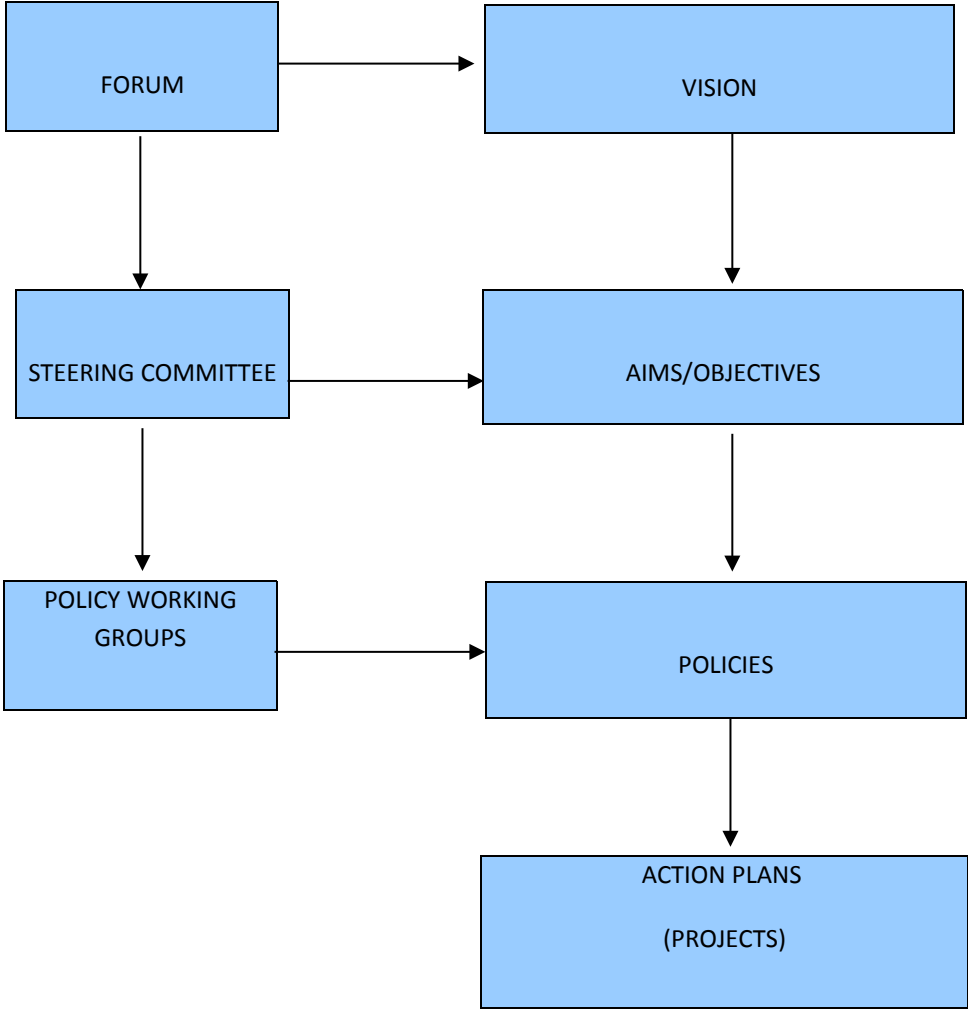 FORUM
VISION
STEERING COMMITTEE
AIMS/OBJECTIVES
POLICY WORKING
GROUPS
POLICIES
ACTION PLANS
(PROJECTS)